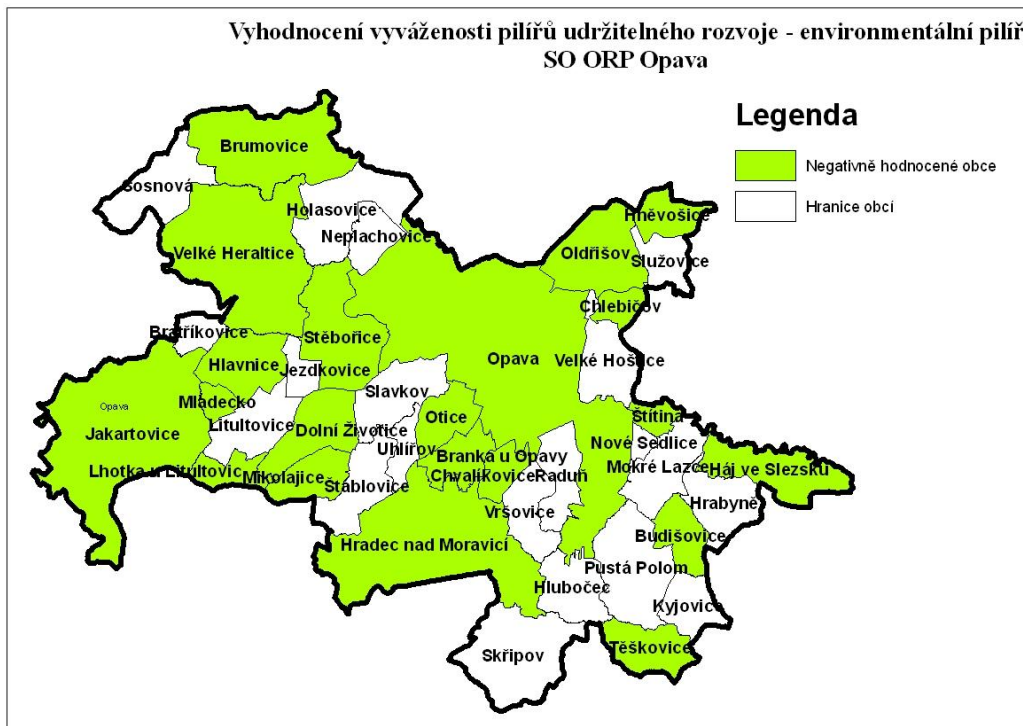 Vyhodnocení vyváženosti pilířů udržitelného rozvoje - environmentální pilíř
SO ORP Opava
Legenda
Negativně hodnocené obce
Hranice obcí
Brumovice
Sosnová
Holasovice
Neplachovice
Velké Heraltice
Hněvošice
Oldřišov
Služovice
Chlebičov
Bratříkovice
Stěbořice
Opava
Velké Hoštice
Hlavnice
Jezdkovice
Slavkov
Mladecko
Opava
Otice
Štítina
Litultovice
Dolní Životice
Jakartovice
Nové Sedlice
Uhlířov
Branka u Opavy
Mokré Lazce
Háj ve Slezsku
Lhotka u Litultovic
Mikolajice
Chvalíkovice
Raduň
Štáblovice
Hrabyně
Vršovice
Budišovice
Hradec nad Moravicí
Pustá Polom
Hlubočec
Kyjovice
Těškovice
Skřipov